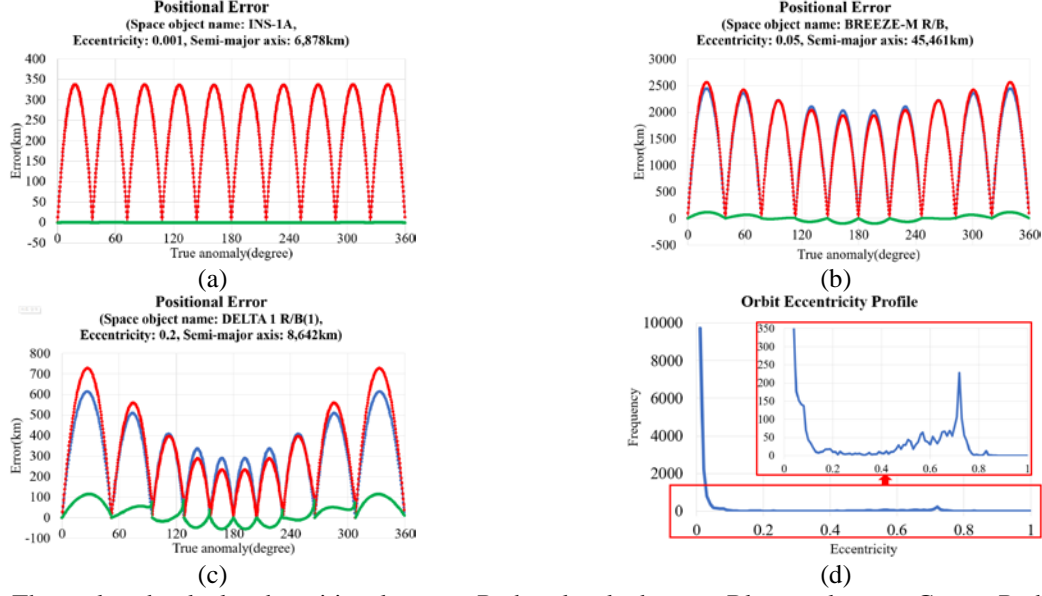 Positional Error
(Space object name: INS-1A,
Eccentricity: 0.001, Semi-major axis: 6,878km)
400
350
300
250
200
150
100
50
0
-50
Error(km)
0 60 120 180 240 300 360
True anomaly(degree)
(a)
Positional Error
(Space object name: BREEZE-M R/B,
Eccentricity: 0.05, Semi-major axis: 45,461km)
3000
2500
2000
1500
1000
500
0
-500
Error(km)
0 60 120 180 240 300 360
True anomaly(degree)
(b)
Positional Error
(Space object name: DELTA 1 R/B(1),
Eccentricity: 0.2, Semi-major axis: 8,642km)
800
700
600
500
400
300
200
100
0
-100
Error(km)
0 60 120 180 240 300 360
True anomaly(degree)
(c)
Orbit Eccentricity Profile
10000
8000
6000
4000
2000
0
Frequency
350
300
250
200
150
100
50
0
0 0.2 0.4 0.6 0.8 1
0 0.2 0.4 0.6 0.8 1
Eccentricity
(d)